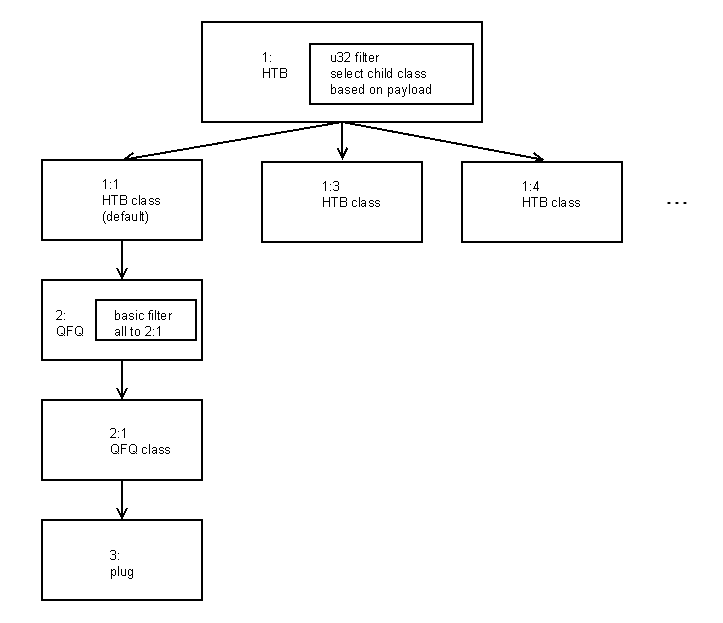 1:
HTB
u32 filter
select child class
based on payload
1:1
HTB class
(default)
1:3
HTB class
1:4
HTB class
...
2:
QFQ
basic filter
all to 2:1
2:1
QFQ class
3:
plug